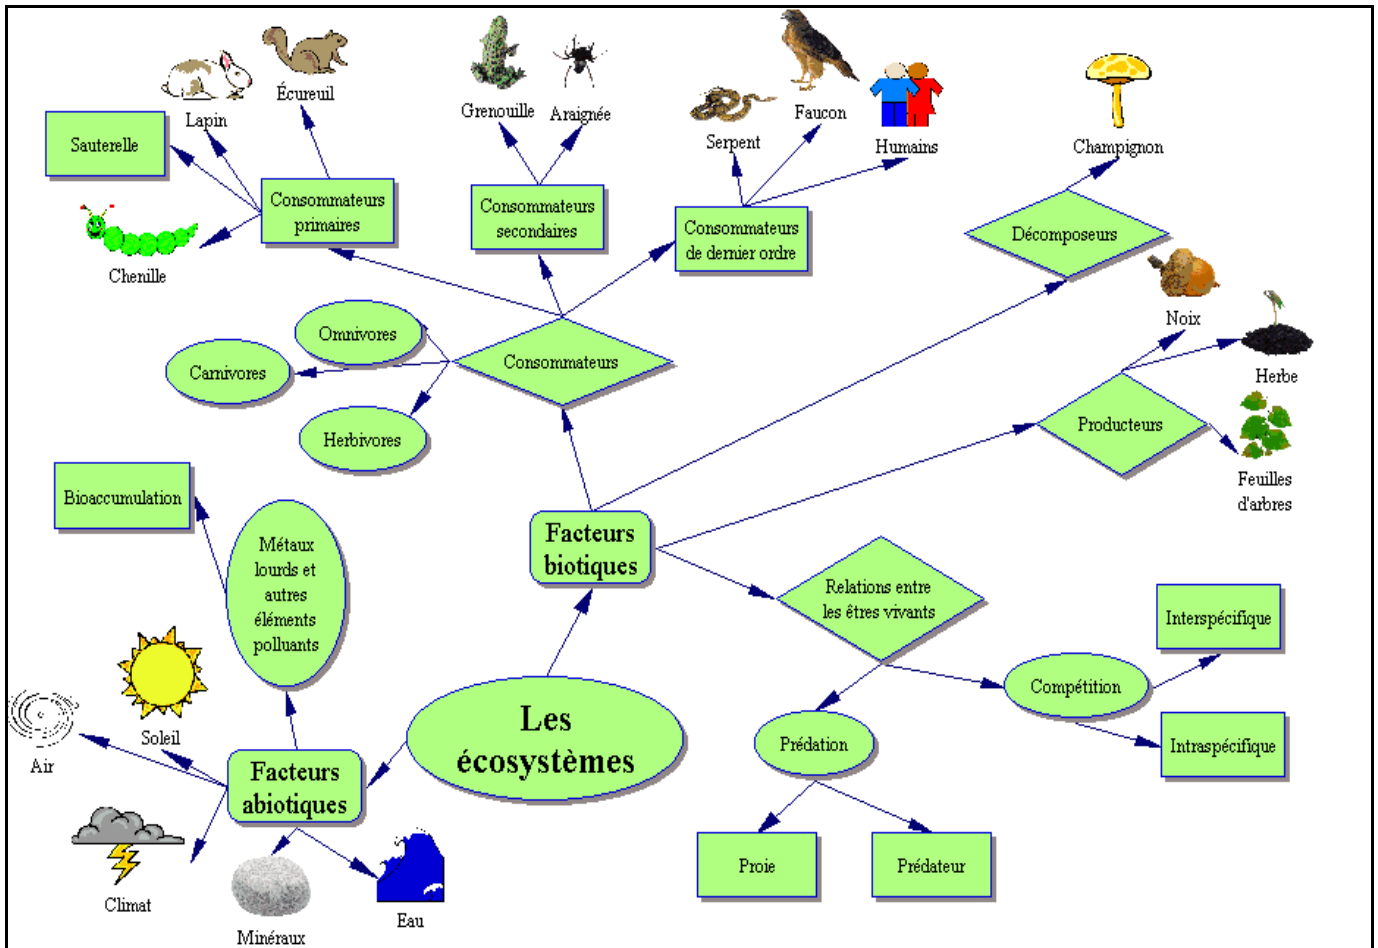 Écureuil
Lapin
Sauterelle
Chenille
Consommateurs
primaires
Grenouille
Araignée
Consommateurs
secondaires
Serpent
Faucon
Humains
Consommateurs
de dernier ordre
Champignon
Décomposeurs
Noix
Herbe
Feuilles
d'arbres
Producteurs
Omnivores
Carnivores
Herbivores
Consommateurs
Bioaccumulation
Métaux
lourds et
autres
éléments
polluants
Facteurs
biotiques
Relations entre
les êtres vivants
Interspécifique
Compétition
Intraspécifique
Prédation
Proie
Prédateur
Les
écosystèmes
Soleil
Air
Facteurs
abiotiques
Climat
Minéraux
Eau